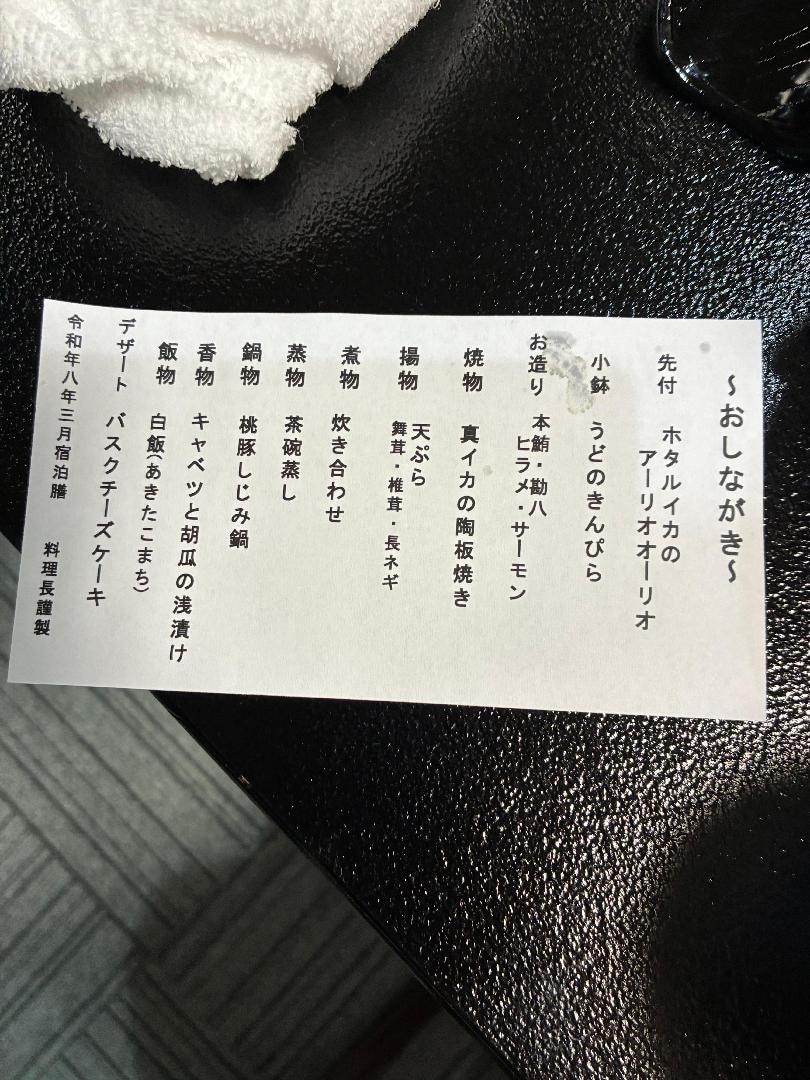 ～おしながき～
先付　ホタルイカの
アーリオオーリオ
小鉢　うどのきんぴら
お造り　本鮪・勘八
ヒラメ・サーモン
焼物　真イカの陶板焼き
揚物　天ぷら
舞茸・椎茸・長ネギ
煮物　炊き合わせ
蒸物　茶碗蒸し
鍋物　桃豚しじみ鍋
香物　キャベツと胡瓜の浅漬け
飯物　白飯（あきたこまち）
デザート　バスクチーズケーキ
令和年八年三月宿泊膳　料理長謹製